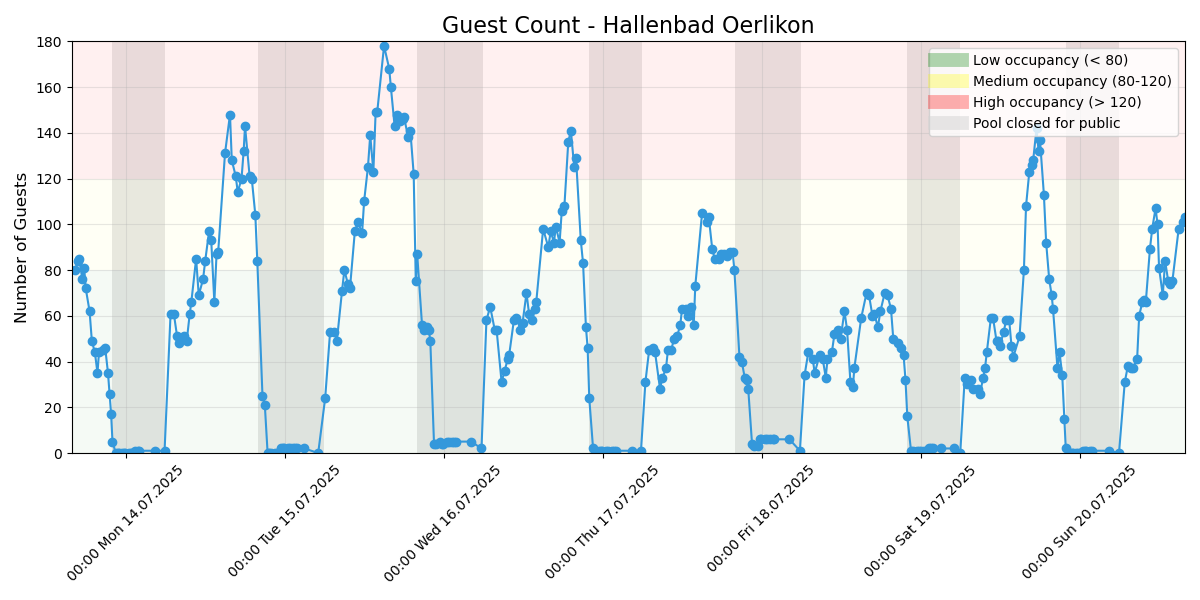 Guest Count - Hallenbad Oerlikon
Number of Guests
180
160
140
120
100
80
60
40
20
0
Low occupancy (< 80)
Medium occupancy (80-120)
High occupancy (> 120)
Pool closed for public
00:00 Mon 14.07.2025
00:00 Tue 15.07.2025
00:00 Wed 16.07.2025
00:00 Thu 17.07.2025
00:00 Fri 18.07.2025
00:00 Sat 19.07.2025
00:00 Sun 20.07.2025